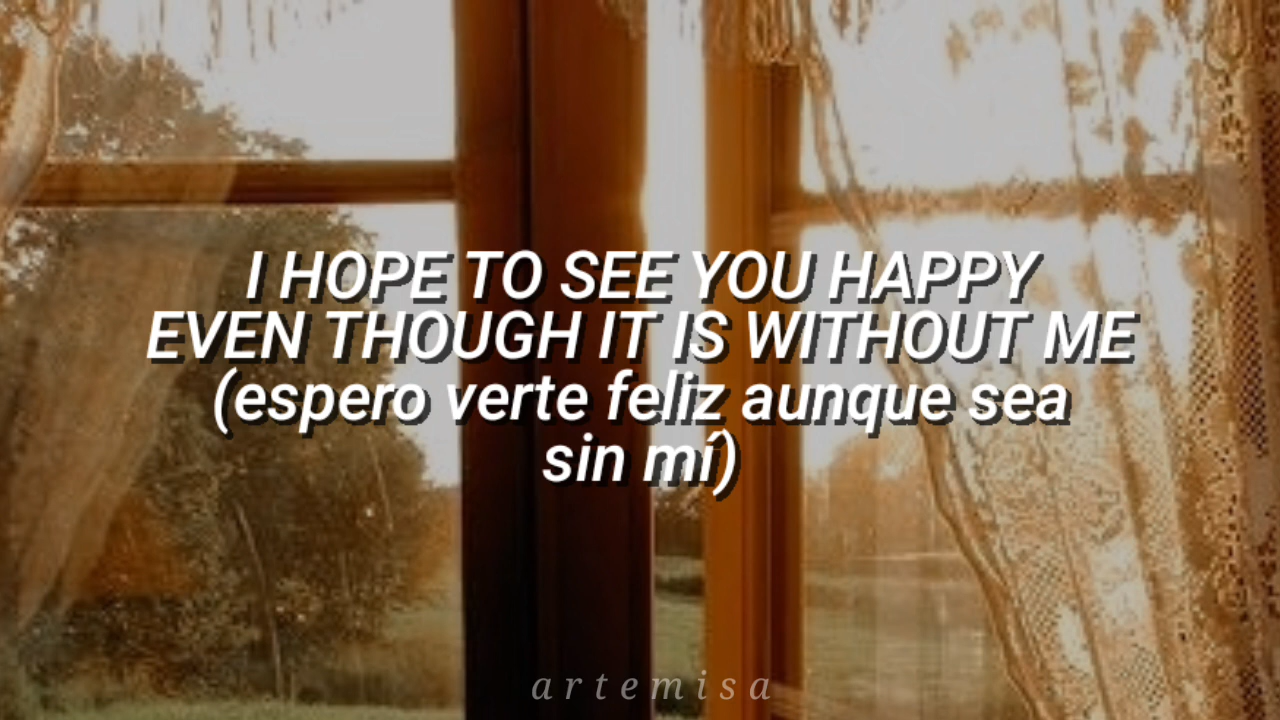 I HOPE TO SEE YOU HAPPY
EVEN THOUGH IT IS WITHOUT ME
(espero verte feliz aunque sea
sin mí)
artemisa